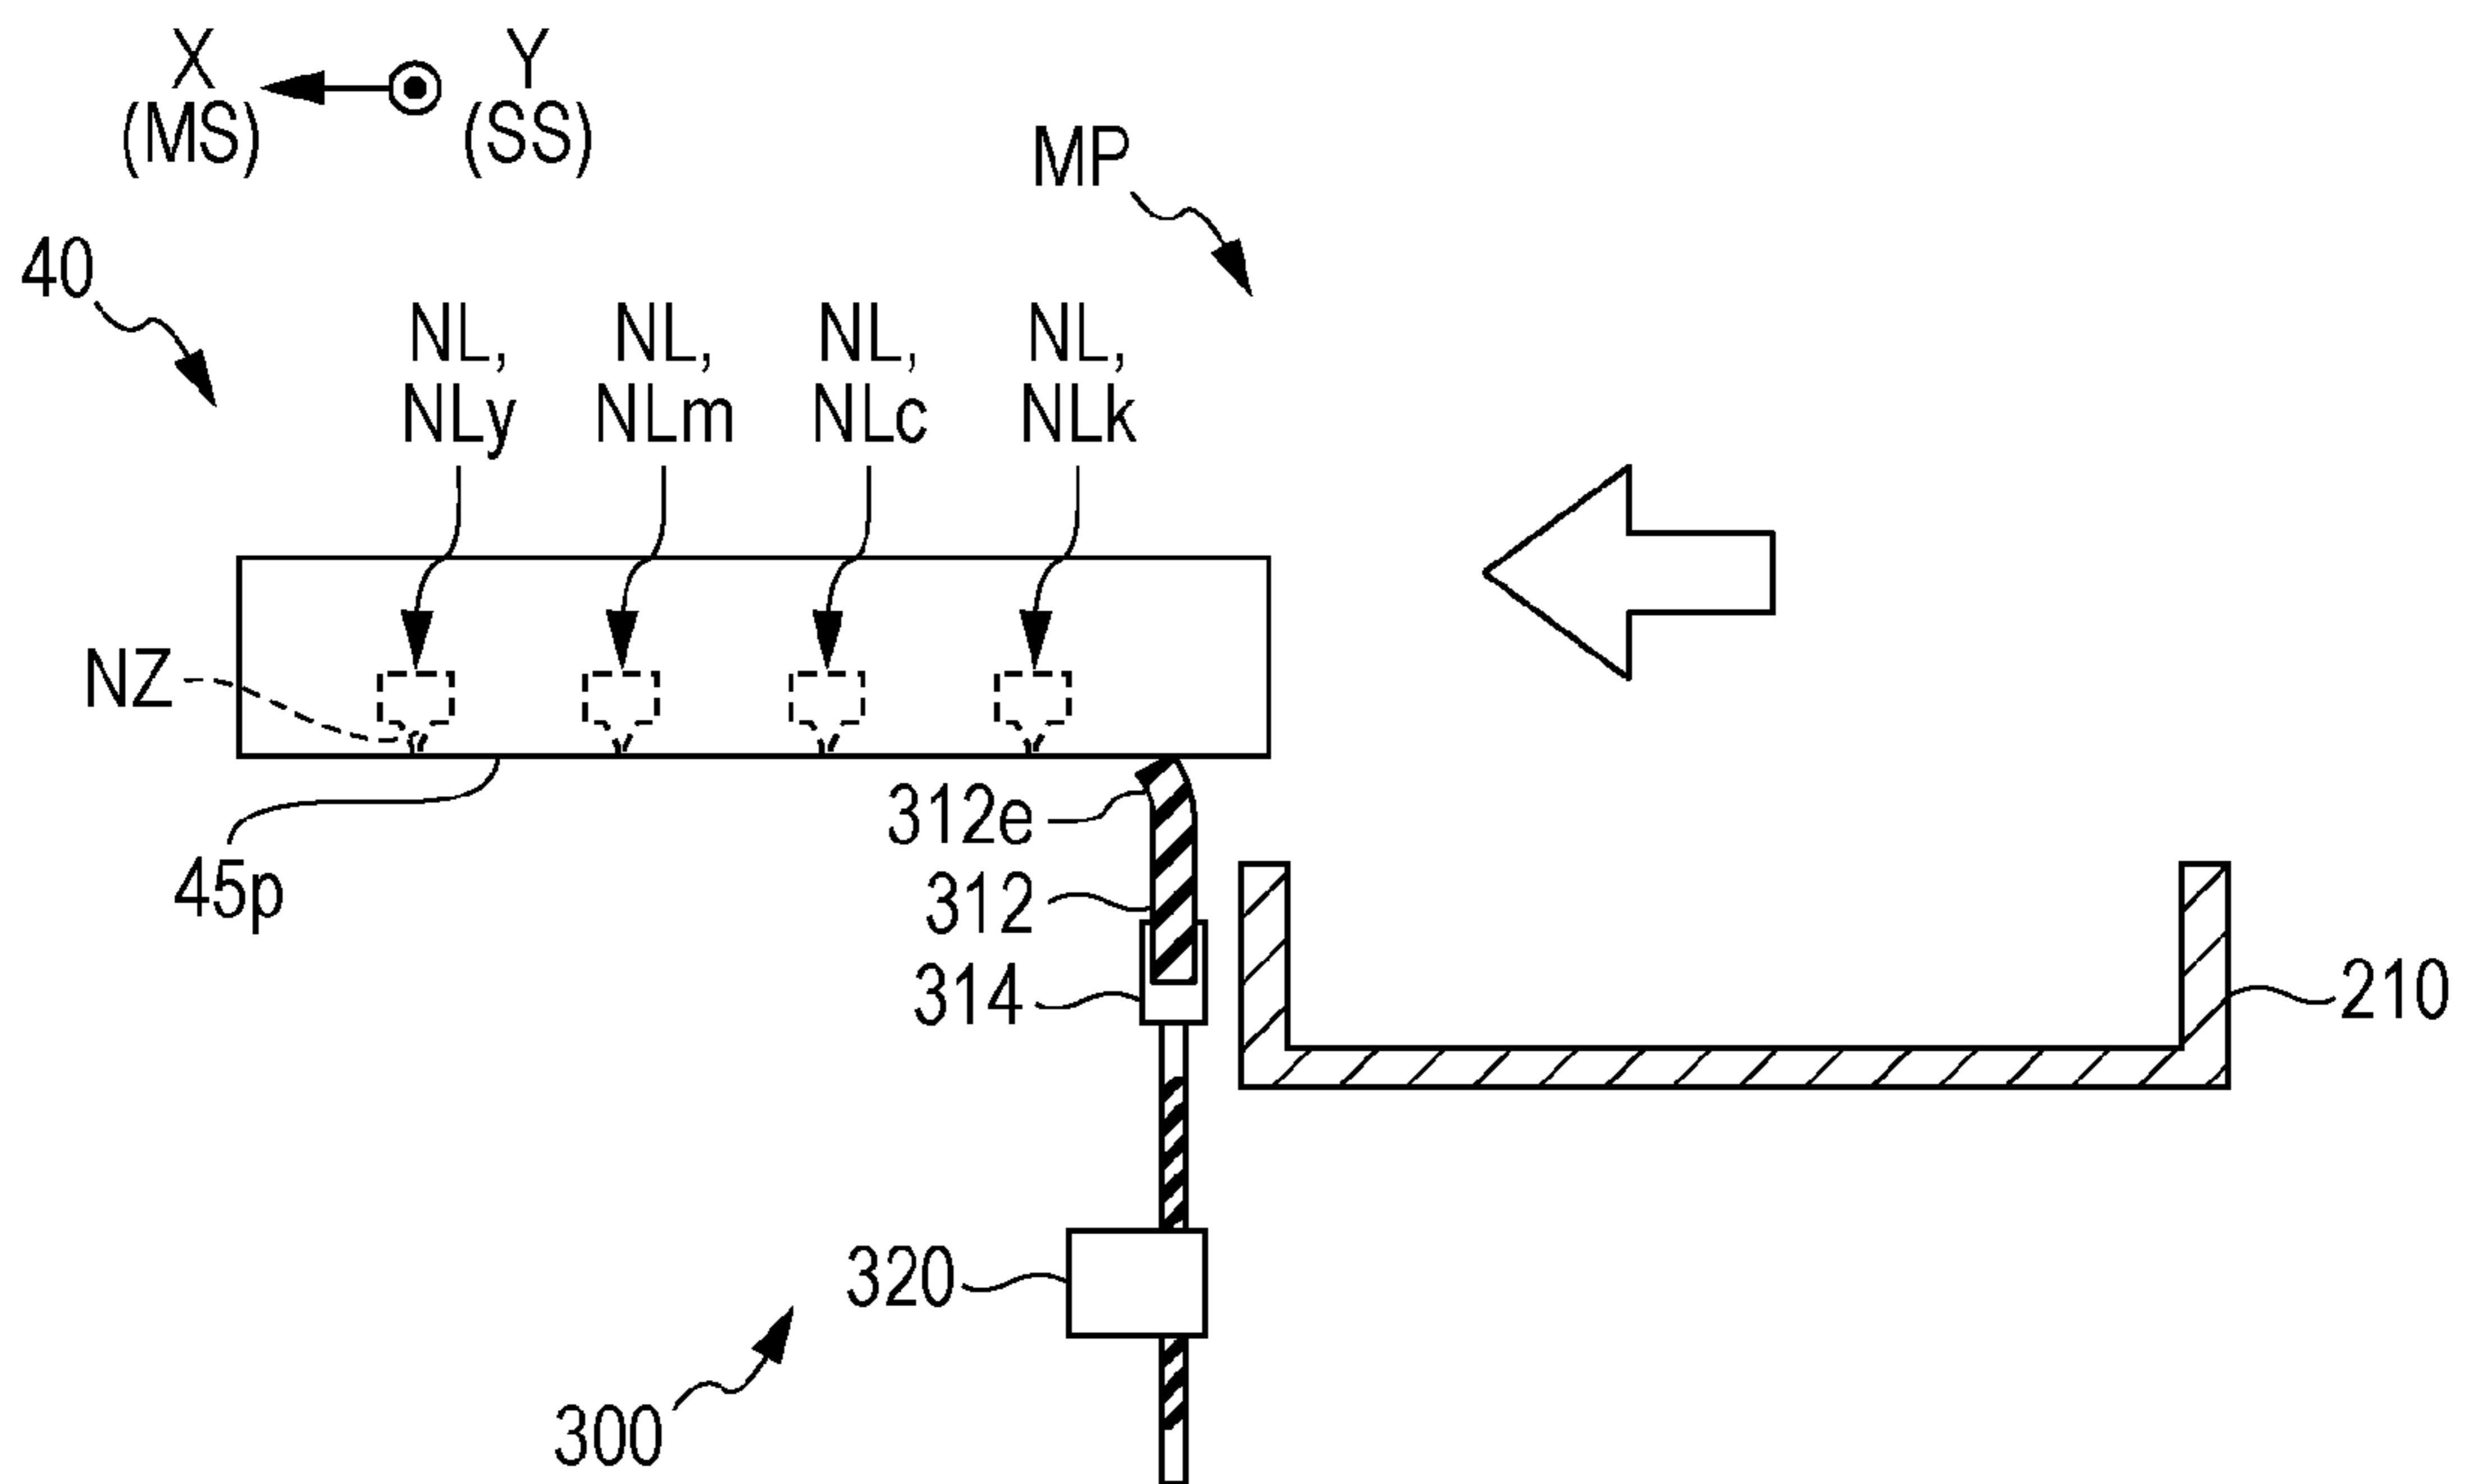 X Y
(MS) (SS)
MP
40
NL, NL, NL, NL,
NLy NLm NLc NLk
NZ
312e
45p
312
314
210
320
300